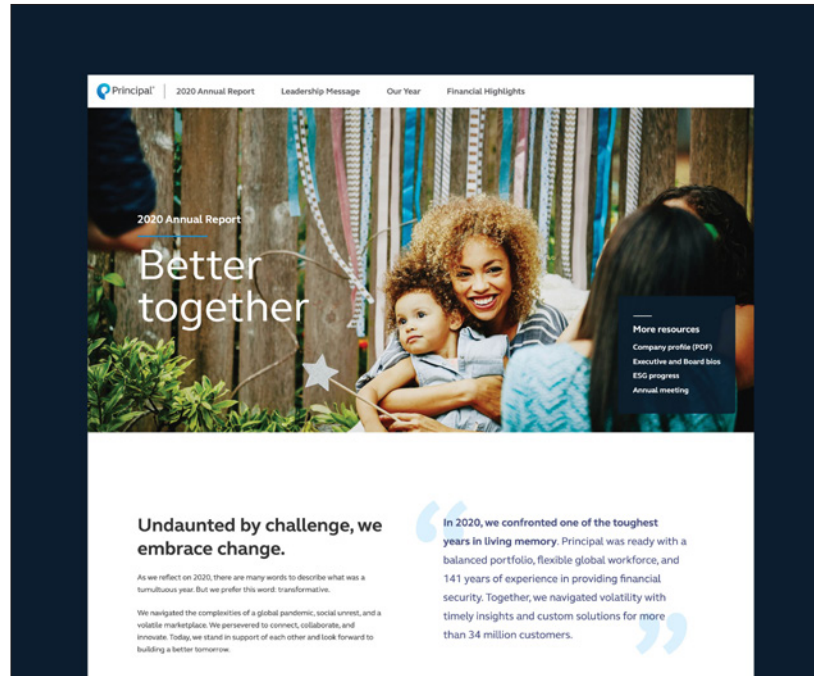 Principal®
2020 Annual Report
Leadership Message
Our Year
Financial Highlights
2020 Annual Report
Better
together
More resources
Company profile (PDF)
Executive and Board bios
ESG progress
Annual meeting
Undaunted by challenge, we
embrace change.
As we reflect on 2020, there are many words to describe what was a
tumultuous year. But we prefer this word: transformative.
We navigated the complexities of a global pandemic, social unrest, and a
volatile marketplace. We persevered to connect, collaborate, and
innovate. Today, we stand in support of each other and look forward to
building a better tomorrow.
“In 2020, we confronted one of the toughest
years in living memory. Principal was ready with a
balanced portfolio, flexible global workforce, and
141 years of experience in providing financial
security. Together, we navigated volatility with
timely insights and custom solutions for more
than 34 million customers.”